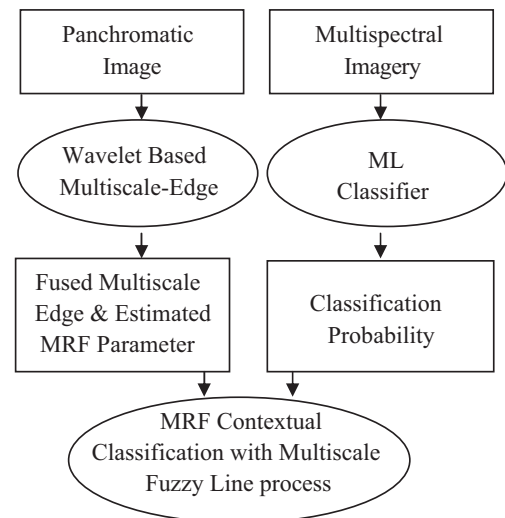 Panchromatic
Image
Multispectral
Imagery
Wavelet Based
Multiscale-Edge
ML
Classifier
Fused Multiscale
Edge & Estimated
MRF Parameter
Classification
Probability
MRF Contextual
Classification with Multiscale
Fuzzy Line process